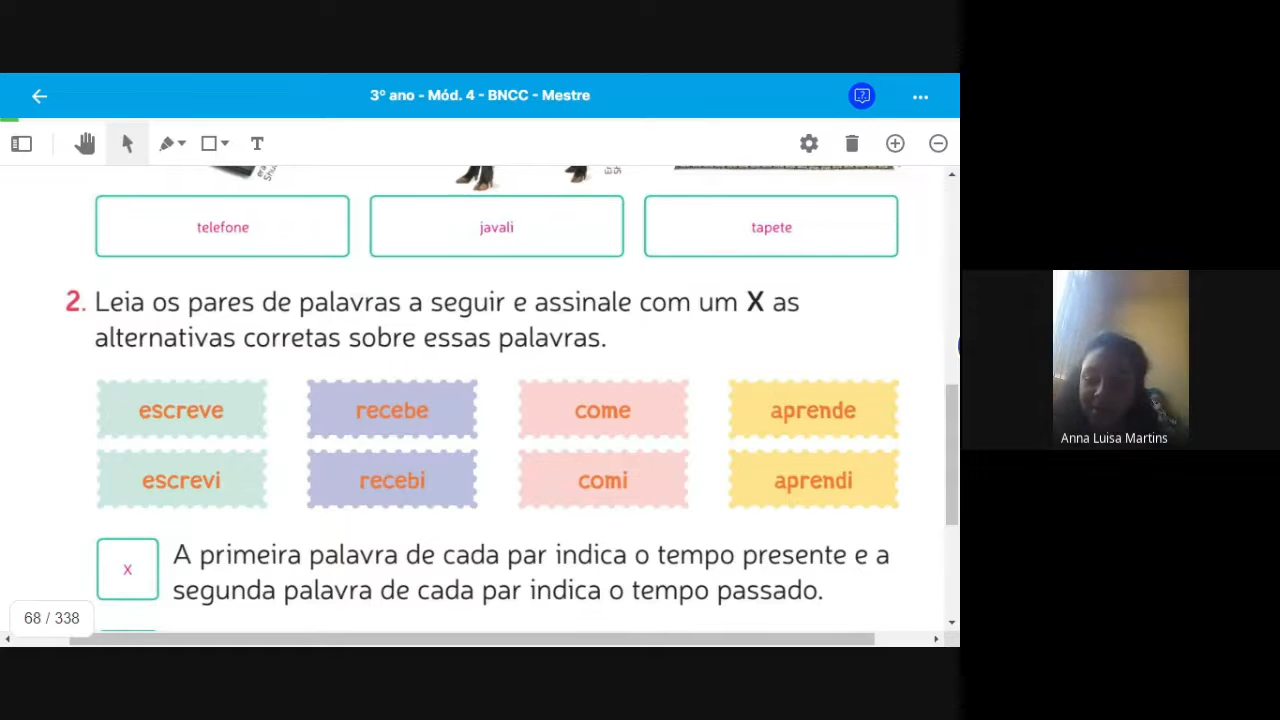 3º ano - Mód. 4 - BNCC - Mestre
T
telefone
javali
tapete
2. Leia os pares de palavras a seguir e assinale com um X as
alternativas corretas sobre essas palavras.
escreve
recebe
come
aprende
escrevi
recebi
comi
aprendi
x
A primeira palavra de cada par indica o tempo presente e a
segunda palavra de cada par indica o tempo passado.
68 / 338
Anna Luisa Martins